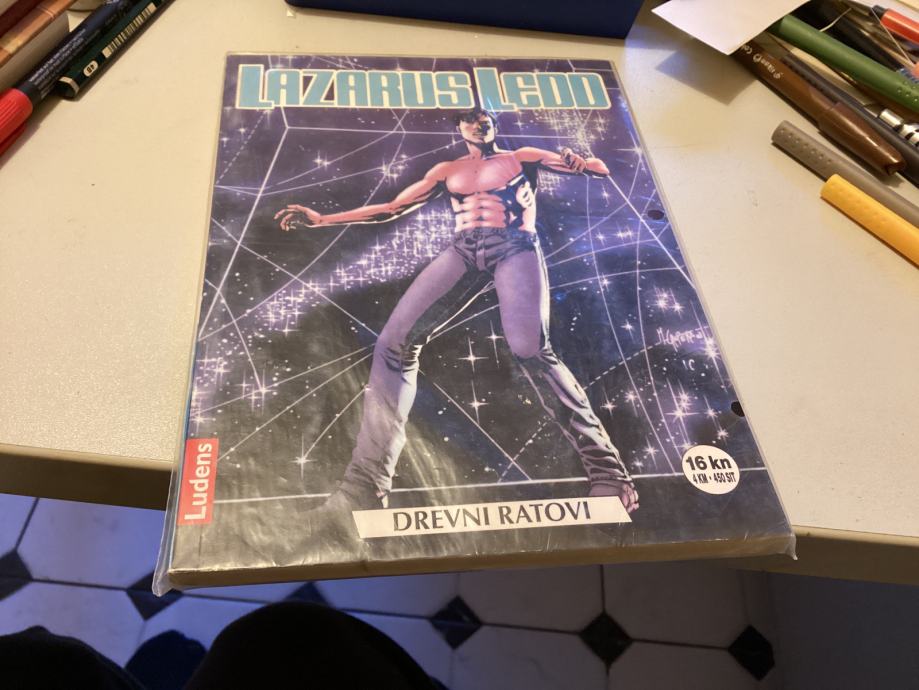 LAZARUS LEDD
Ludens
16 kn
4 KM • 450 SIT
DREVNI RATOVI